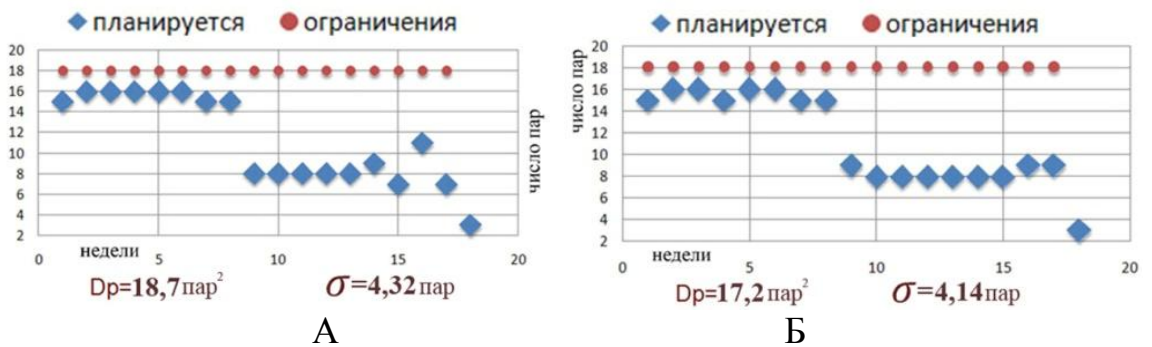 планируется ограничения
20
18
16
14
12
10
8
6
4
2
число пар
недели
0 5 10 15 20
Dp=18,7пар² σ=4,32 пар
А
планируется ограничения
число пар
20
18
16
14
12
10
8
6
4
2
недели
0 5 10 15 20
Dp=17,2пар² σ=4,14пар
Б